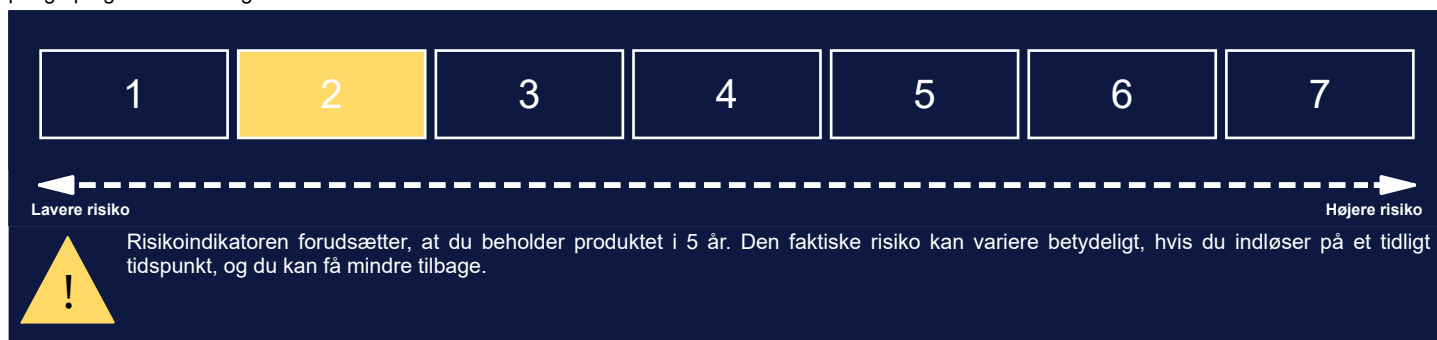 1 2 3 4 5 6 7
Lavere risiko Højere risiko
Risikoindikatoren forudsætter, at du beholder produktet i 5 år. Den faktiske risiko kan variere betydeligt, hvis du indløser på et tidligt
tidspunkt, og du kan få mindre tilbage.
!